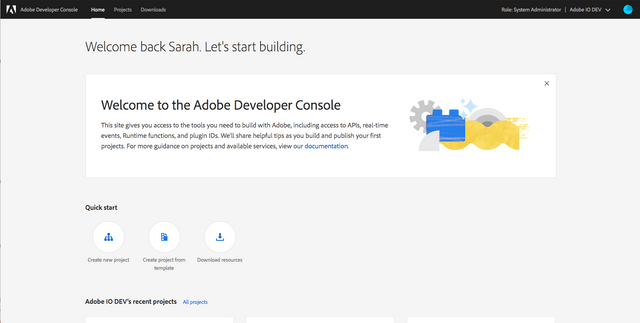 Adobe Developer Console Home Projects Downloads Role: System Administrator | Adobe IO DEV
Welcome back Sarah. Let's start building.
Welcome to the Adobe Developer Console
This site gives you access to the tools you need to build with Adobe, including access to APIs, real-time
events, Runtime functions, and plugin IDs. We'll share helpful tips as you build and publish your first
projects. For more guidance on projects and available services, view our documentation.
Quick start
Create new project
Create project from
template
Download resources
Adobe IO DEV's recent projects All projects